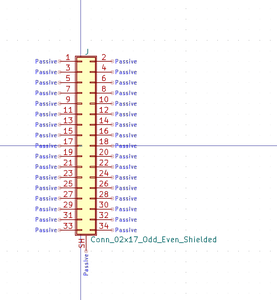 J
Passive 1 2 Passive
Passive 3 4 Passive
Passive 5 6 Passive
Passive 7 8 Passive
Passive 9 10 Passive
Passive 11 12 Passive
Passive 13 14 Passive
Passive 15 16 Passive
Passive 17 18 Passive
Passive 19 20 Passive
Passive 21 22 Passive
Passive 23 24 Passive
Passive 25 26 Passive
Passive 27 28 Passive
Passive 29 30 Passive
Passive 31 32 Passive
Passive 33 34 Passive
Conn_02x17_Odd_Even_Shielded
SH
Passive